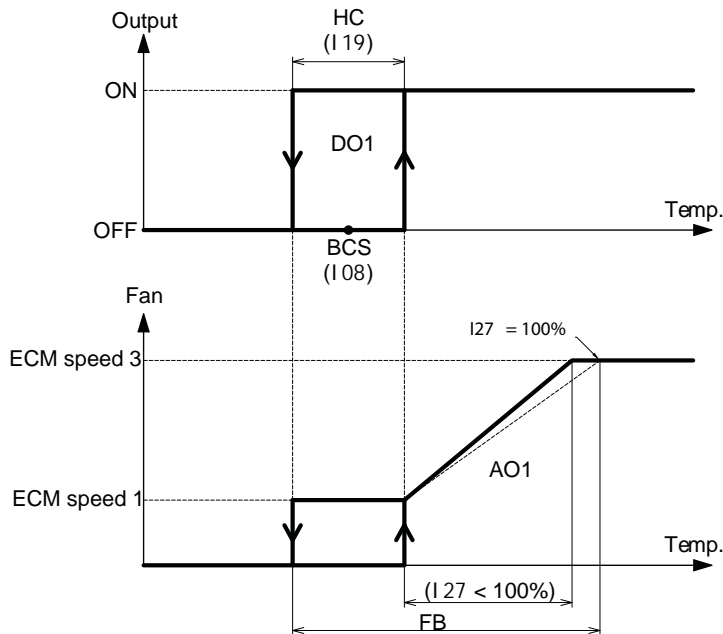 Output
HC
(I 19)
ON
DO1
Temp.
OFF
BCS
(I 08)
Fan
I27 = 100%
ECM speed 3
AO1
ECM speed 1
Temp.
(I 27 < 100%)
FB